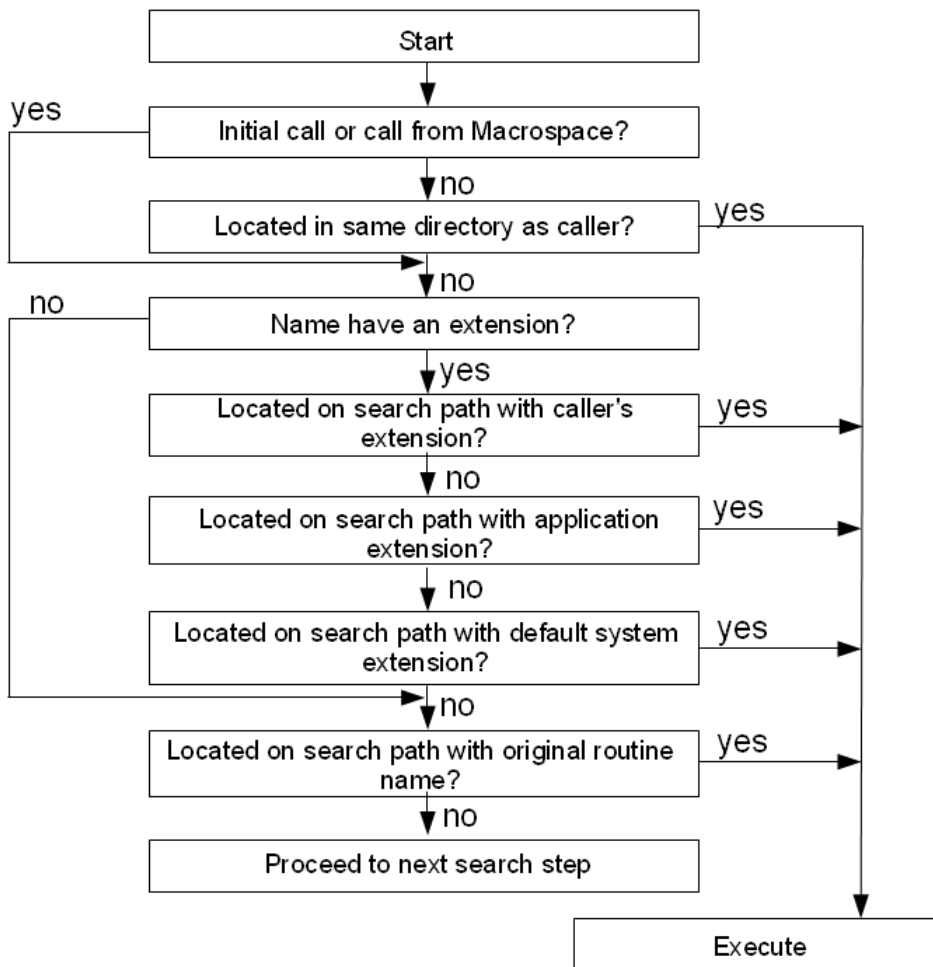 Start
yes
Initial call or call from Macrospace?
no
Located in same directory as caller?
yes
no
no
Name have an extension?
yes
Located on search path with caller's
extension?
yes
no
Located on search path with application
extension?
yes
no
Located on search path with default system
extension?
yes
no
Located on search path with original routine
name?
yes
no
Proceed to next search step
Execute